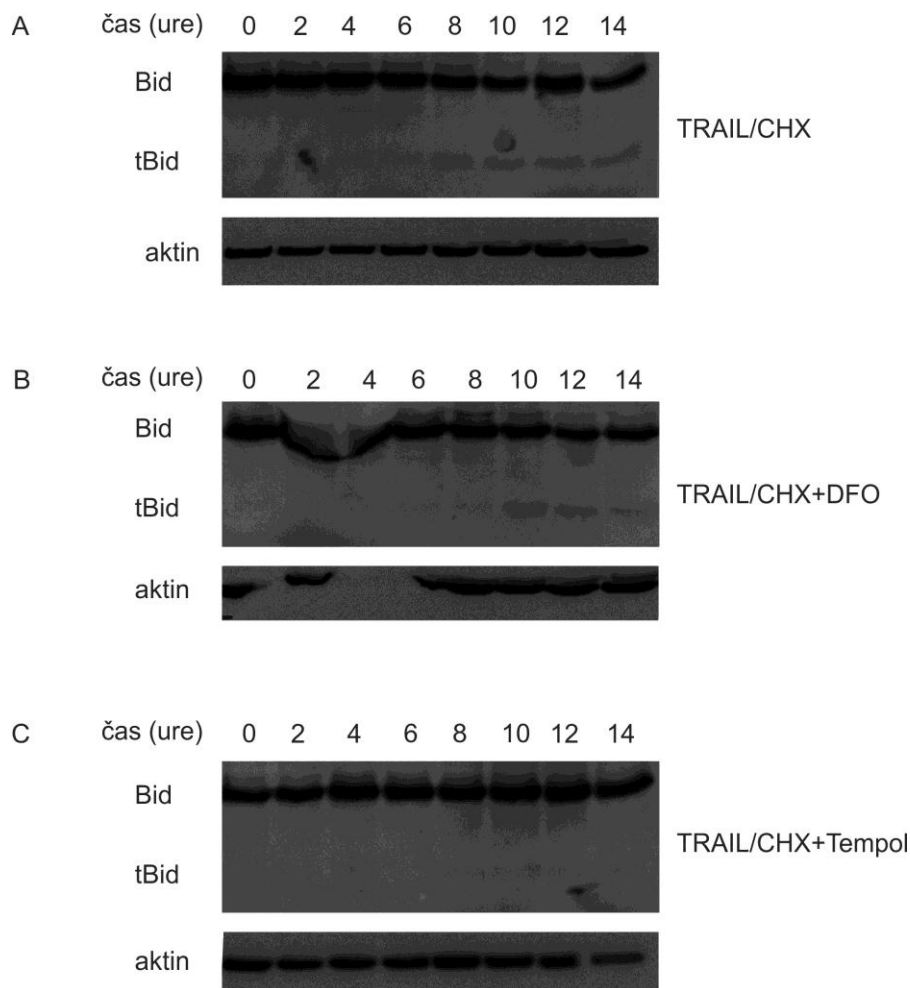 A čas (ure) 0 2 4 6 8 10 12 14
Bid
TRAIL/CHX
tBid
aktin
B čas (ure) 0 2 4 6 8 10 12 14
Bid
TRAIL/CHX+DFO
tBid
aktin
C čas (ure) 0 2 4 6 8 10 12 14
Bid
TRAIL/CHX+Tempol
tBid
aktin